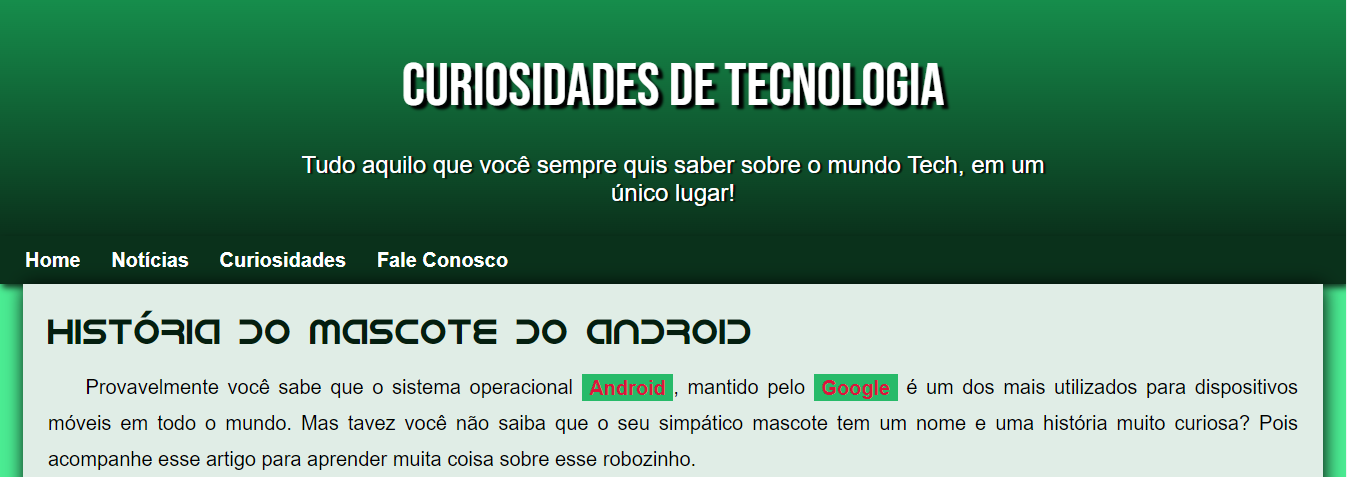 CURIOSIDADES DE TECNOLOGIA
Tudo aquilo que você sempre quis saber sobre o mundo Tech, em um
único lugar!
Home Notícias Curiosidades Fale Conosco
HISTÓRIA DO MASCOTE DO ANDROID
Provavelmente você sabe que o sistema operacional Android, mantido pelo Google é um dos mais utilizados para dispositivos
móveis em todo o mundo. Mas tavez você não saiba que o seu simpático mascote tem um nome e uma história muito curiosa? Pois
acompanhe esse artigo para aprender muita coisa sobre esse robozinho.